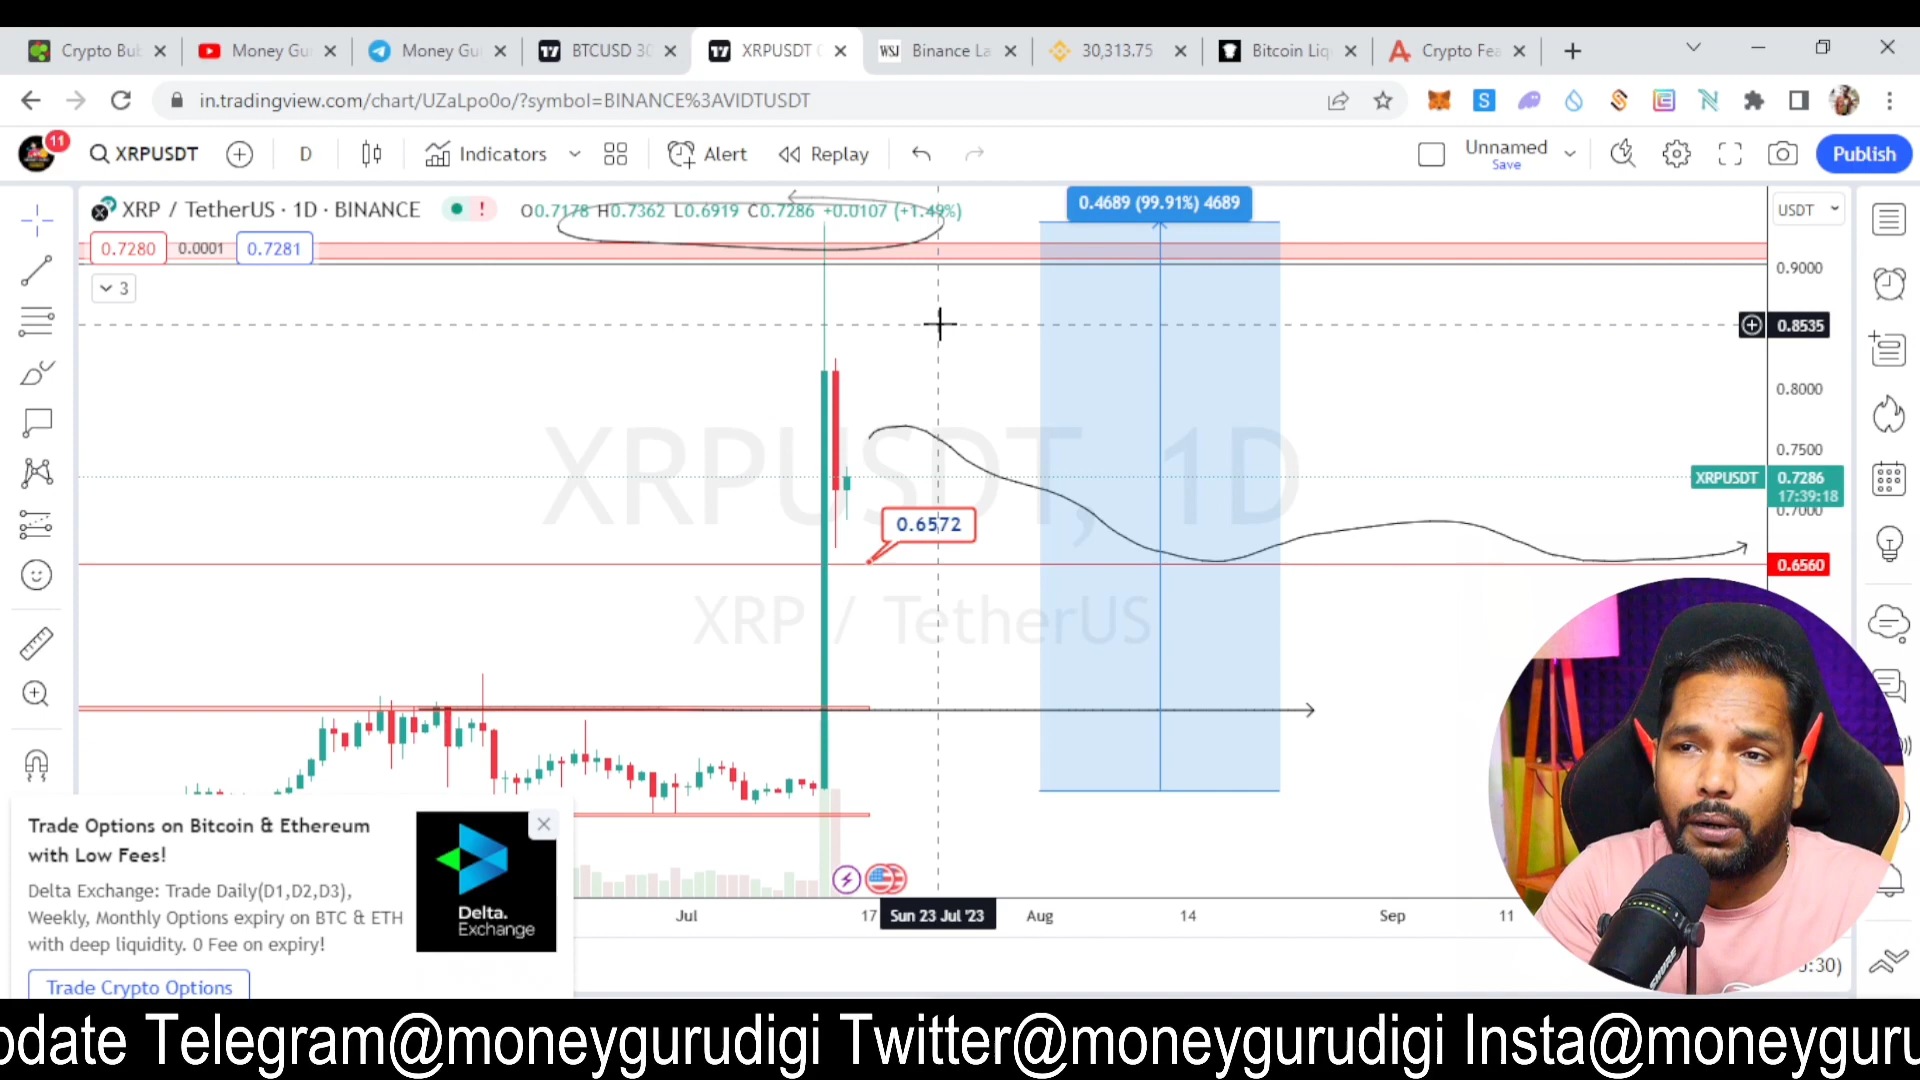 Crypto Bub
Money Gu
Money Gu
BTCUSD 30
XRPUSDT
Binance La
30,313.75
Bitcoin Liq
Crypto Fea
in.tradingview.com/chart/UZaLpo0o/?symbol=BINANCE%3AVIDTUSDT
11
XRPUSDT
D
Indicators
Alert
Replay
Unnamed
Save
Publish
XRP / TetherUS · 1D · BINANCE
O0.7178 H0.7362 L0.6919 C0.7286 +0.0107 (+1.49%)
0.4689 (99.91%) 4689
USDT
0.7280
0.0001
0.7281
3
0.9000
0.8535
0.8000
0.7500
XRPUSDT, 1D
XRPUSDT
0.7286
17:39:18
0.7000
0.6572
0.6560
XRP / TetherUS
Trade Options on Bitcoin & Ethereum
with Low Fees!
Delta Exchange: Trade Daily(D1,D2,D3),
Weekly, Monthly Options expiry on BTC & ETH
with deep liquidity. 0 Fee on expiry!
Trade Crypto Options
Delta.
Exchange
Jul
17
Sun 23 Jul '23
Aug
14
Sep
11
:30)
pdate Telegram@moneygurudigi Twitter@moneygurudigi Insta@moneyguru